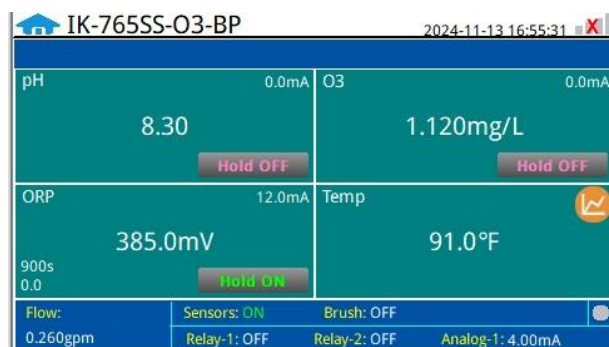 IK-765SS-O3-BP
2024-11-13 16:55:31
pH 0.0mA
8.30
Hold OFF
O3 0.0mA
1.120mg/L
Hold OFF
ORP 12.0mA
385.0mV
900s
0.0
Hold ON
Temp
91.0°F
Flow: Sensors: ON Brush: OFF
0.260gpm Relay-1: OFF Relay-2: OFF Analog-1: 4.00mA